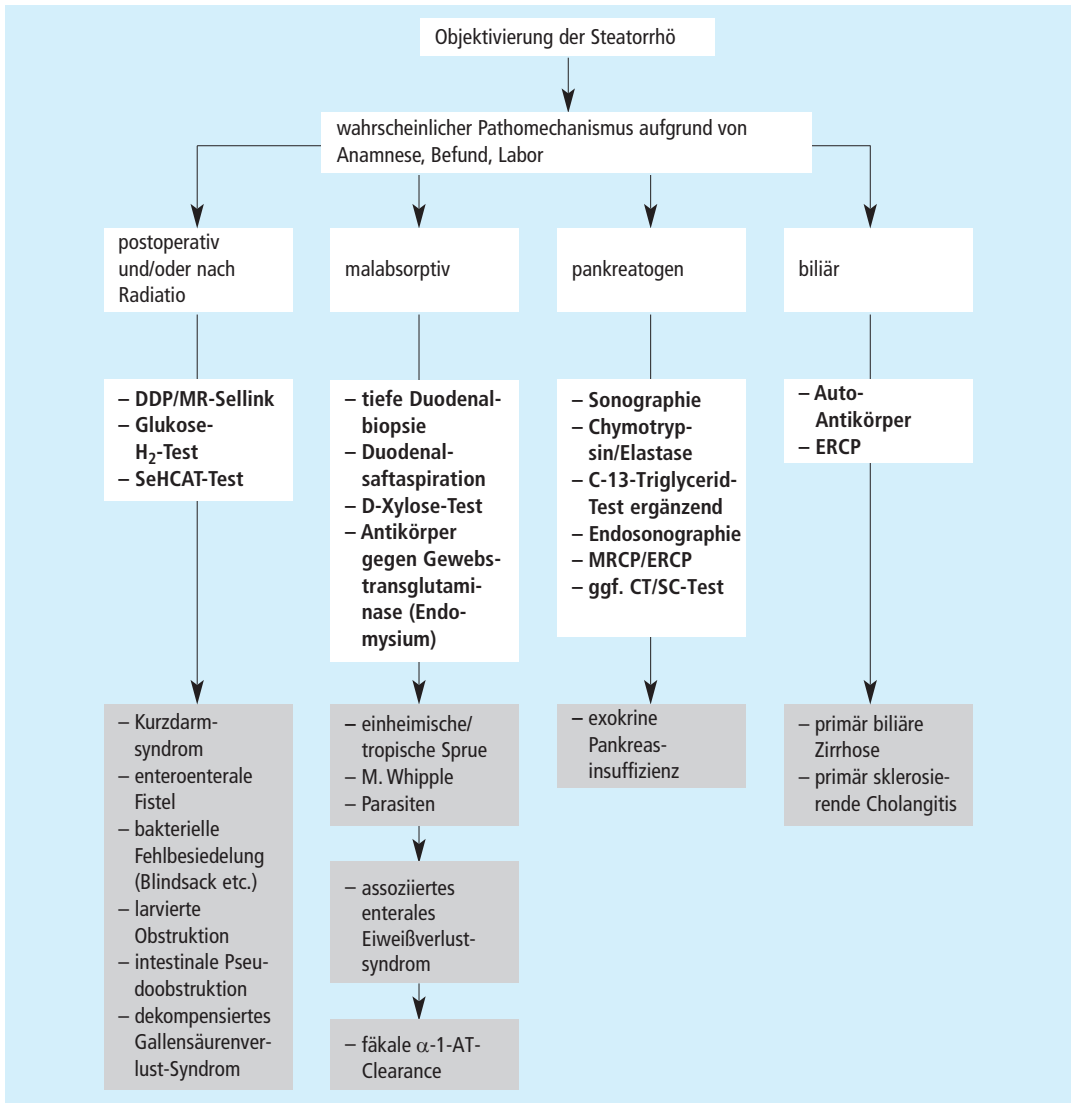 Objektivierung der Steatorrhö
wahrscheinlicher Pathomechanismus aufgrund von
Anamnese, Befund, Labor
postoperativ
und/oder nach
Radiatio
malabsorptiv
pankreatogen
biliär
– DDP/MR-Sellink
– Glukose-
H₂-Test
– SeHCAT-Test
– tiefe Duodenal-
biopsie
– Duodenal-
saftaspiration
– D-Xylose-Test
– Antikörper
gegen Gewebs-
transglutami-
nase (Endo-
mysium)
– Sonographie
– Chymotryp-
sin/Elastase
– C-13-Triglycerid-
Test ergänzend
– Endosonographie
– MRCP/ERCP
– ggf. CT/SC-Test
– Auto-
Antikörper
– ERCP
– Kurzdarm-
syndrom
– enteroenterale
Fistel
– bakterielle
Fehlbesiedelung
(Blindsack etc.)
– larvierte
Obstruktion
– intestinale Pseu-
doobstruktion
– dekompensiertes
Gallensäurenver-
lust-Syndrom
– einheimische/
tropische Sprue
– M. Whipple
– Parasiten
– assoziiertes
enterales
Eiweißverlust-
syndrom
– fäkale α-1-AT-
Clearance
– exokrine
Pankreas-
insuffizienz
– primär biliäre
Zirrhose
– primär sklerosie-
rende Cholangitis